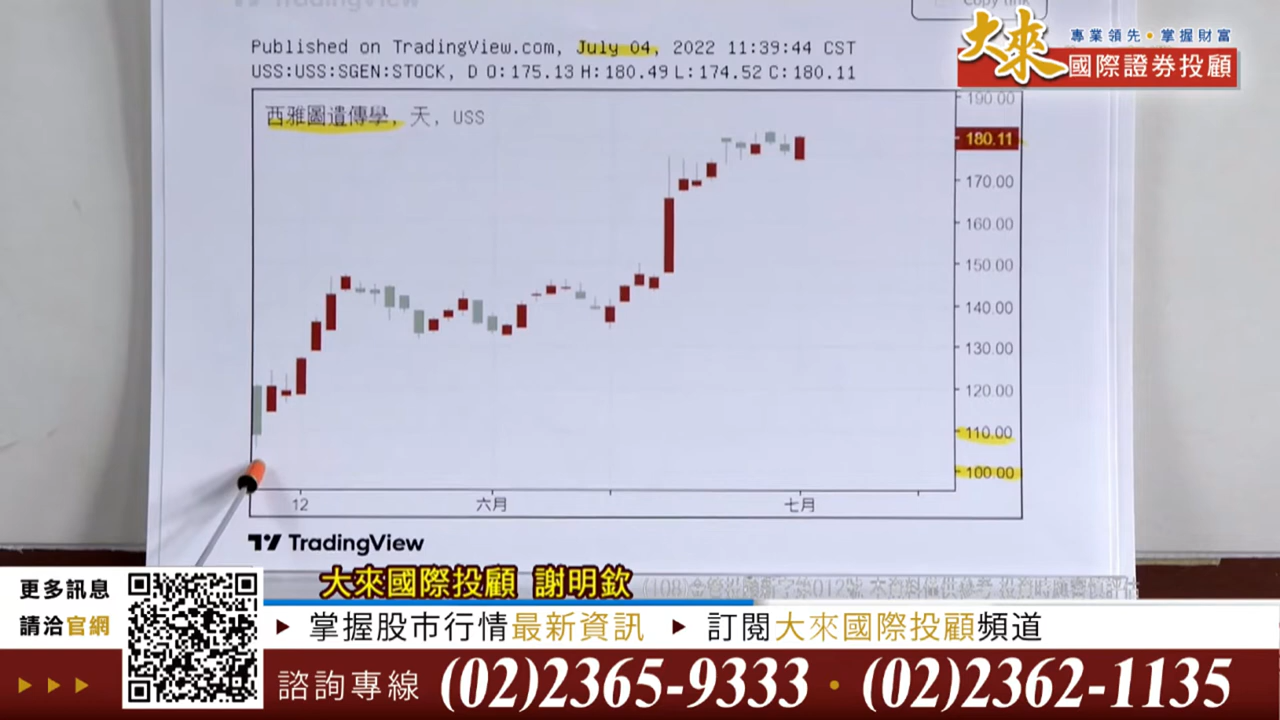 TradingView
Copy link
Published on TradingView.com, July 04, 2022 11:39:44 CST
USS:USS:SGEN:STOCK, D O:175.13 H:180.49 L:174.52 C:180.11
大來
專業領先•掌握財富
國際證券投顧
西雅圖遺傳學, 天, USS
190.00
180.11
170.00
160.00
150.00
140.00
130.00
120.00
110.00
100.00
12 六月 七月
TradingView
大來國際投顧 謝明欽
更多訊息
請洽官網
掌握股市行情最新資訊 訂閱大來國際投顧頻道
諮詢專線 (02)2365-9333 • (02)2362-1135